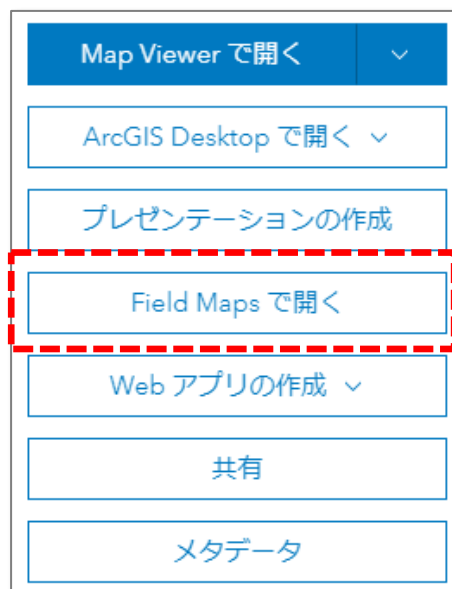 Map Viewer で開く
ArcGIS Desktop で開く
プレゼンテーションの作成
Field Maps で開く
Web アプリの作成
共有
メタデータ